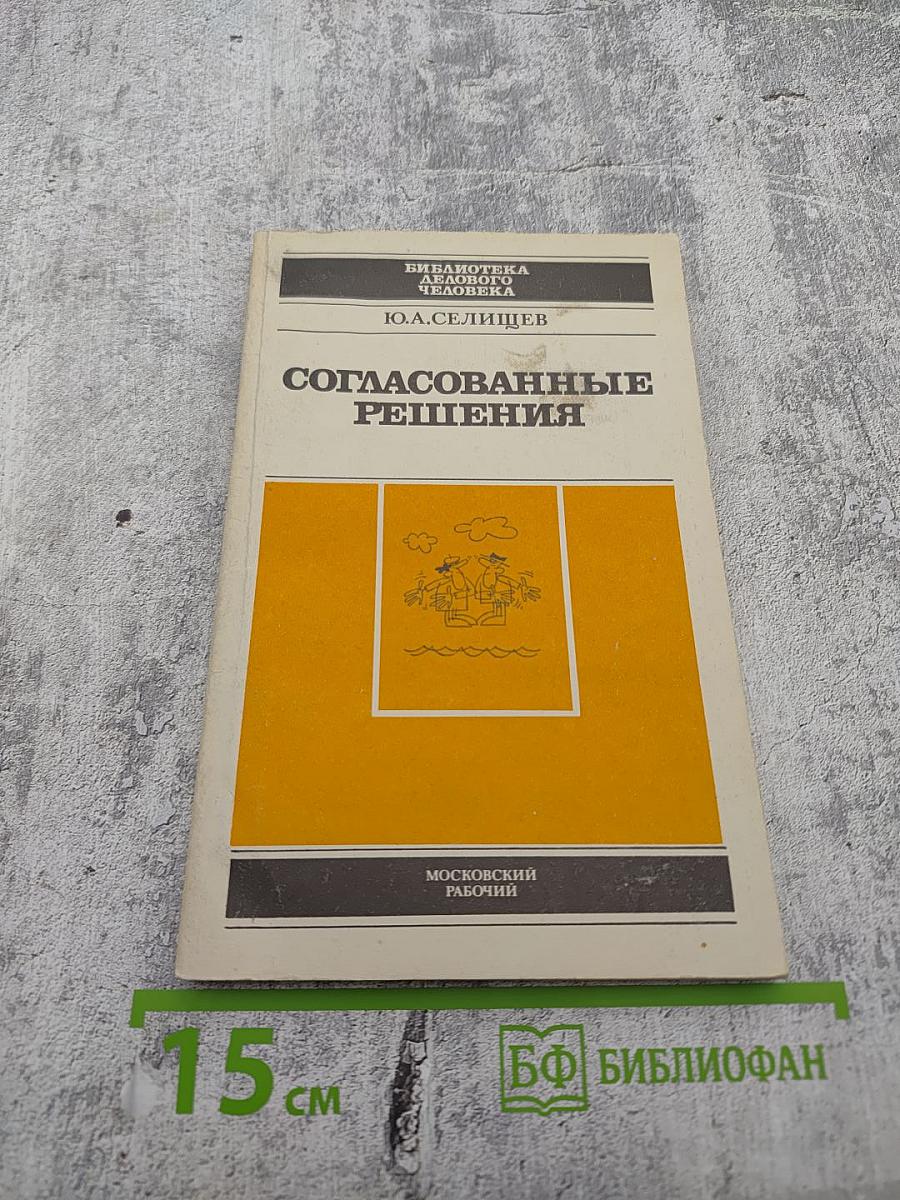 БИБЛИОТЕКА
ДЕЛОВОГО
ЧЕЛОВЕКА
Ю.А.СЕЛИЩЕВ
СОГЛАСОВАННЫЕ
РЕШЕНИЯ
МОСКОВСКИЙ
РАБОЧИЙ
15 см
БФ БИБЛИОФАН